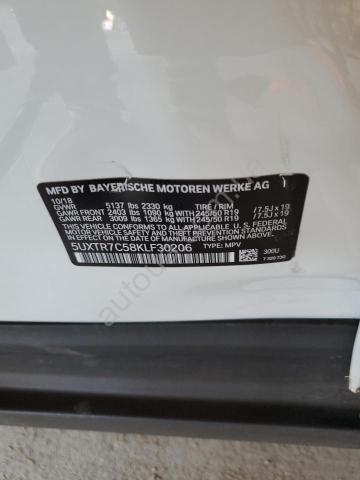 MFD BY BAYERISCHE MOTOREN WERKE AG
10/18
GVWR 5137 lbs 2330 kg TIRE / RIM
GAWR FRONT 2403 lbs 1090 kg WITH 245/50 R19 / 7.5J x 19
GAWR REAR 3009 lbs 1365 kg WITH 245/50 R19 / 7.5J x 19
THIS VEHICLE CONFORMS TO ALL APPLICABLE U. S. FEDERAL
MOTOR VEHICLE SAFETY STANDARDS IN EFFECT ON
THE DATE OF MANUFACTURE SHOWN ABOVE.
5UXTR7C58KLF30206 TYPE: MPV 300U